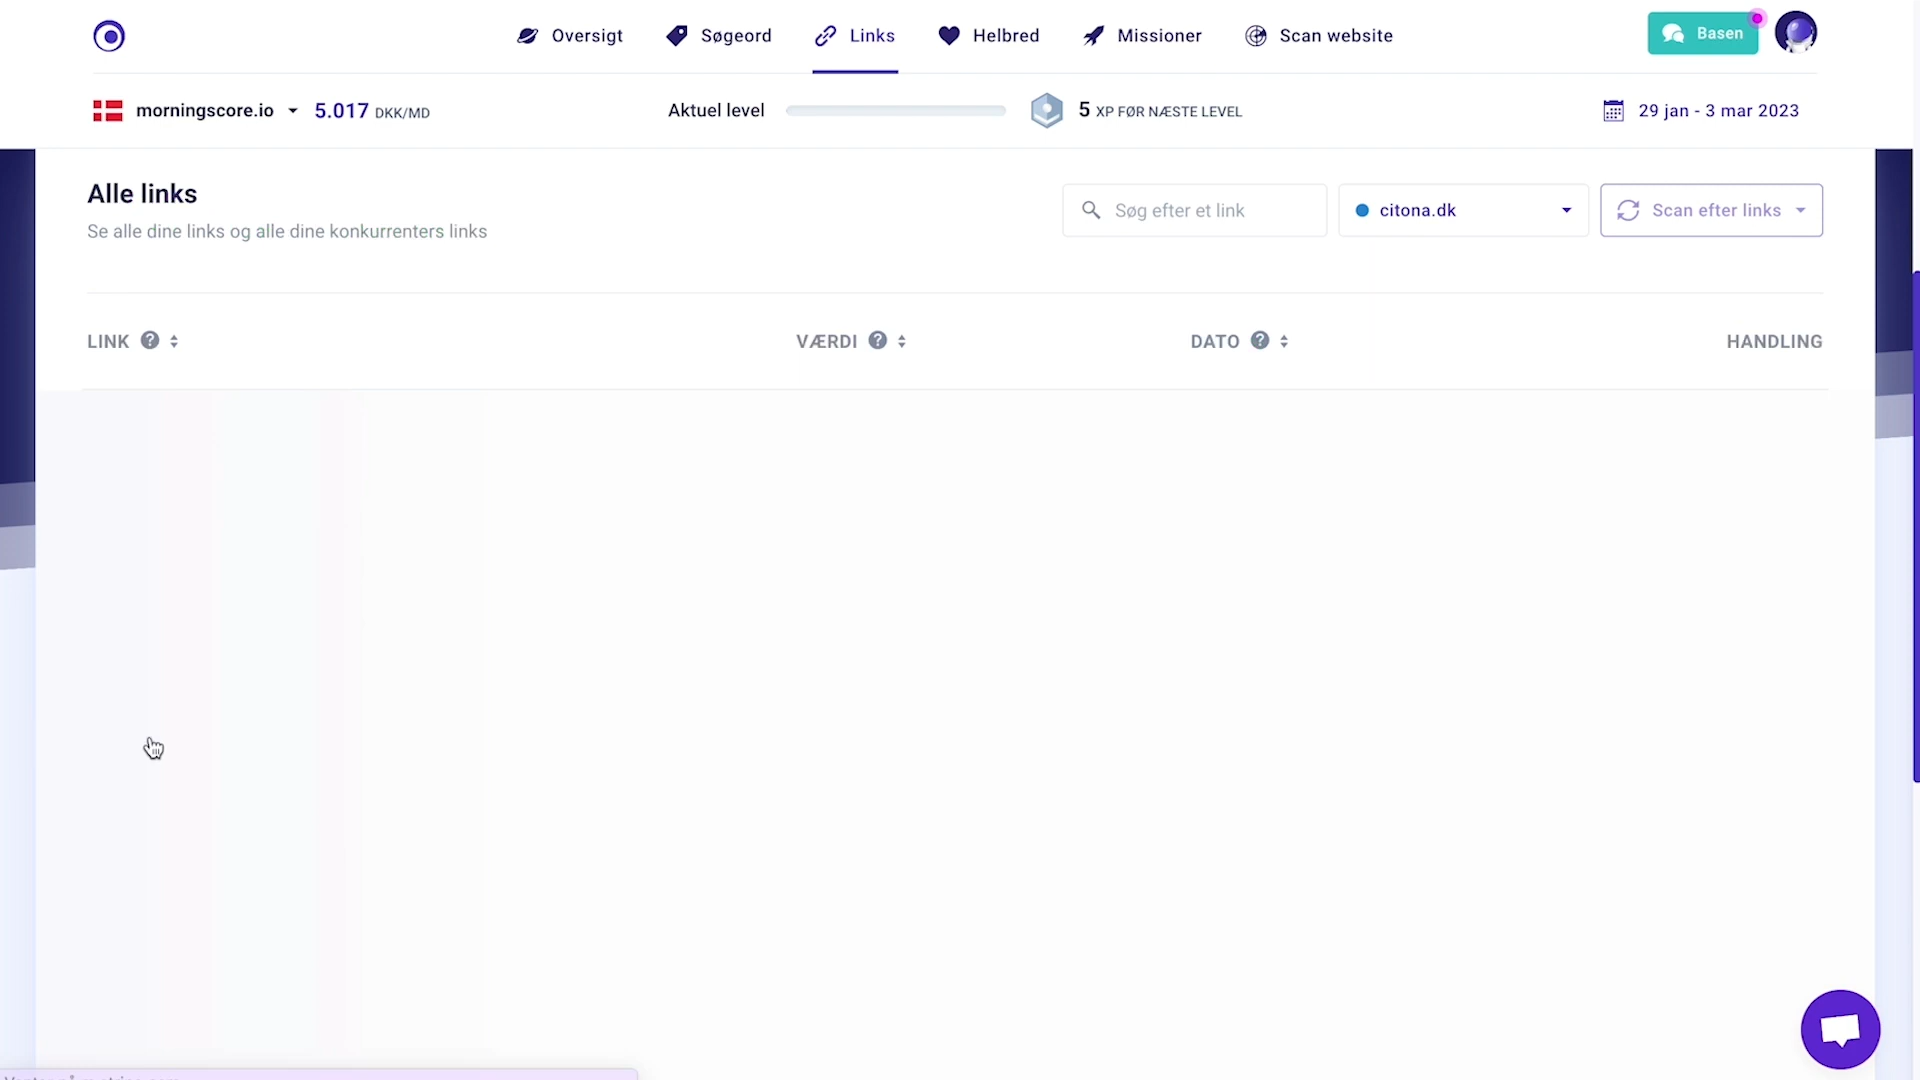 Oversigt
Søgeord
Links
Helbred
Missioner
Scan website
Basen
morningscore.io
5.017 DKK/MD
Aktuel level
5 XP FØR NÆSTE LEVEL
29 jan - 3 mar 2023
Alle links
Se alle dine links og alle dine konkurrenters links
Søg efter et link
citona.dk
Scan efter links
LINK
VÆRDI
DATO
HANDLING